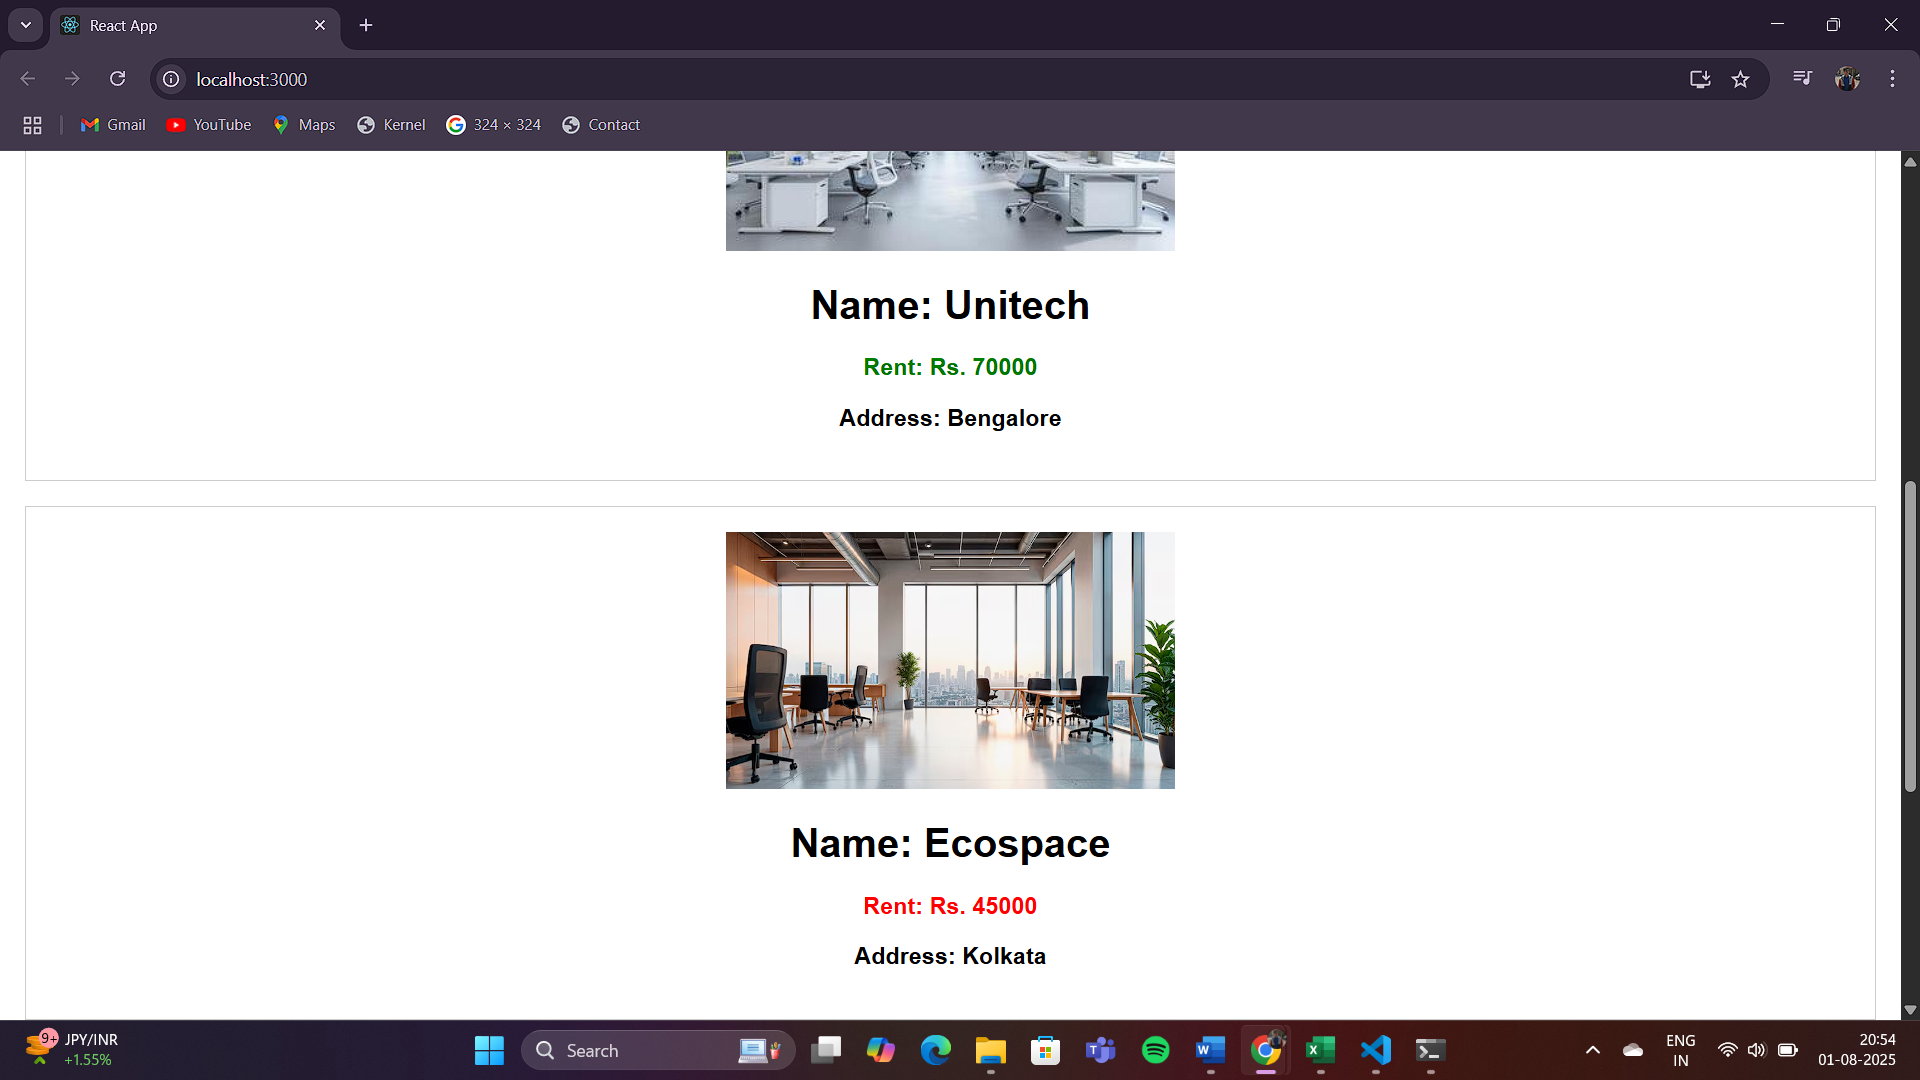 React App
localhost:3000
Gmail
YouTube
Maps
Kernel
324 × 324
Contact
Name: Unitech
Rent: Rs. 70000
Address: Bengalore
Name: Ecospace
Rent: Rs. 45000
Address: Kolkata
9+
JPY/INR
+1.55%
Search
ENG
IN
20:54
01-08-2025